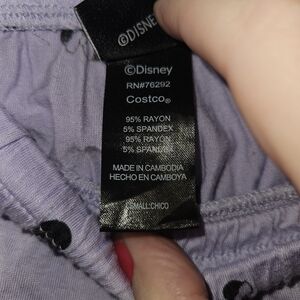 ©DISNE
©Disney
RN#76292
Costco®
95% RAYON
5% SPANDEX
95% RAYON
5% SPANDEX
MADE IN CAMBODIA
HECHO EN CAMBOYA
SMALL:CHICO